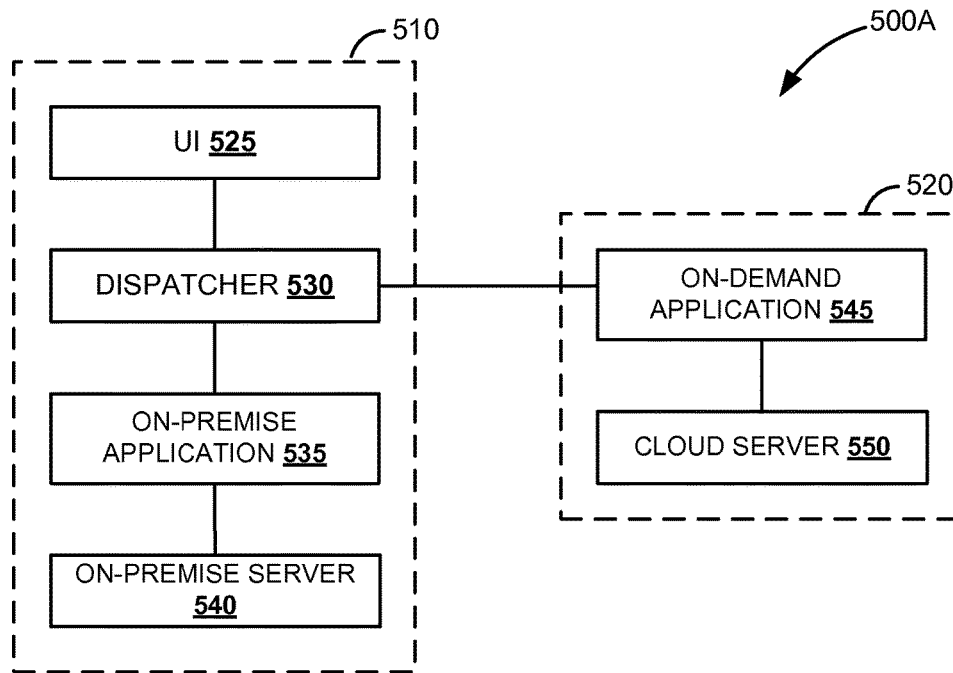 510
500A
UI 525
520
DISPATCHER 530
ON-DEMAND
APPLICATION 545
ON-PREMISE
APPLICATION 535
CLOUD SERVER 550
ON-PREMISE SERVER
540